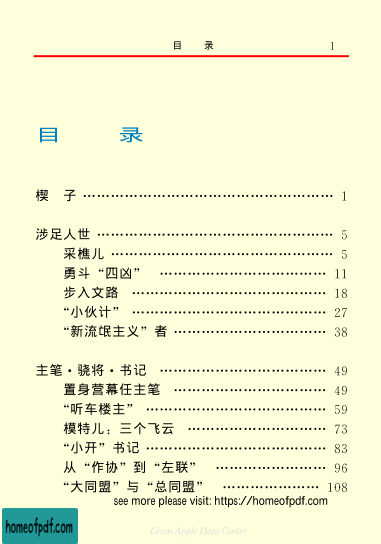 目 录 1
目 录
楔 子 …………………………………………… 1
涉足人世 ………………………………………… 5
采樵儿 …………………………………… 5
勇斗“四凶” ………………………… 11
步入文路 ……………………………… 18
“小伙计” ……………………………… 27
“新流氓主义”者 ……………………… 38
主笔·骁将·书记 ………………………… 49
置身营幕任主笔 ……………………… 49
“听车楼主” …………………………… 59
模特儿：三个飞云 …………………… 73
“小开”书记 …………………………… 83
从“作协”到“左联” ………………… 96
“大同盟”与“总同盟” ……………… 108
see more please visit: https://homeofpdf.com
homeofpdf.com
Green Apple Data Center